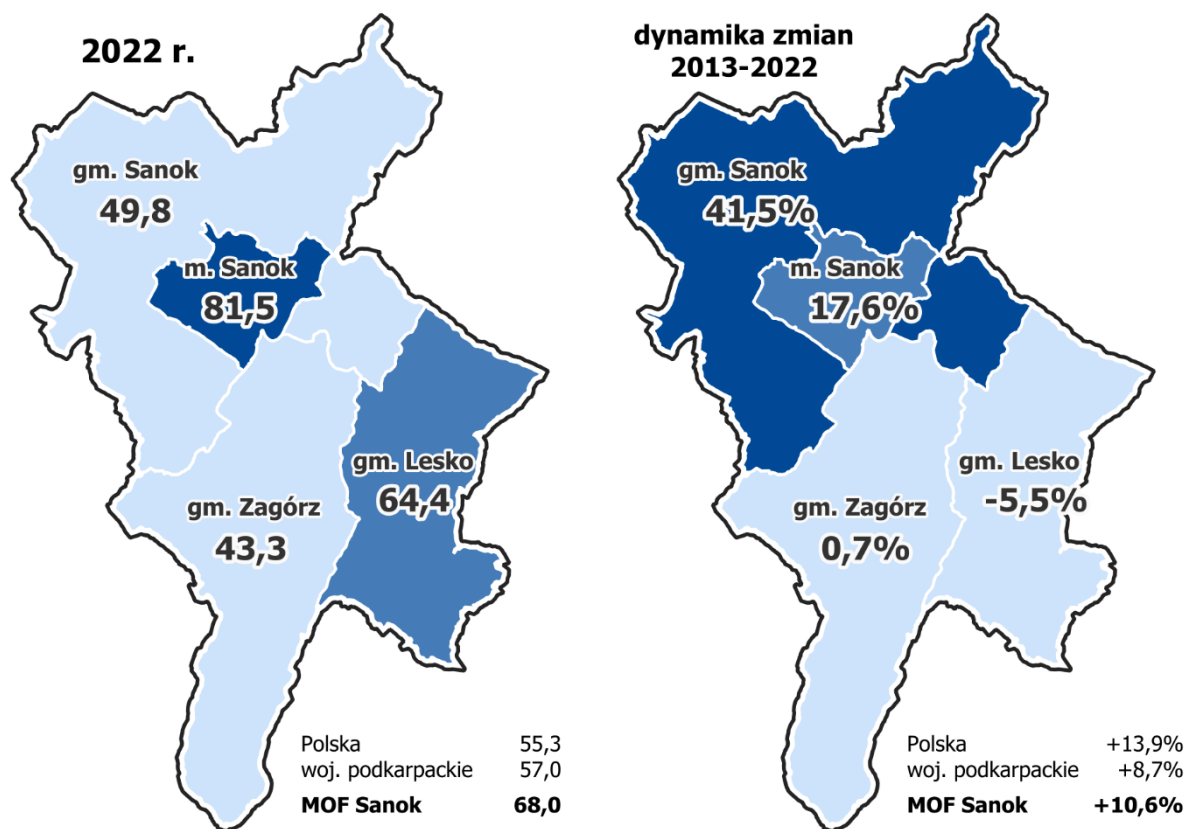 2022 r.
gm. Sanok
49,8
m. Sanok
81,5
gm. Lesko
64,4
gm. Zagórz
43,3
Polska 55,3
woj. podkarpackie 57,0
MOF Sanok 68,0
dynamika zmian
2013-2022
gm. Sanok
41,5%
m. Sanok
17,6%
gm. Lesko
-5,5%
gm. Zagórz
0,7%
Polska +13,9%
woj. podkarpackie +8,7%
MOF Sanok +10,6%